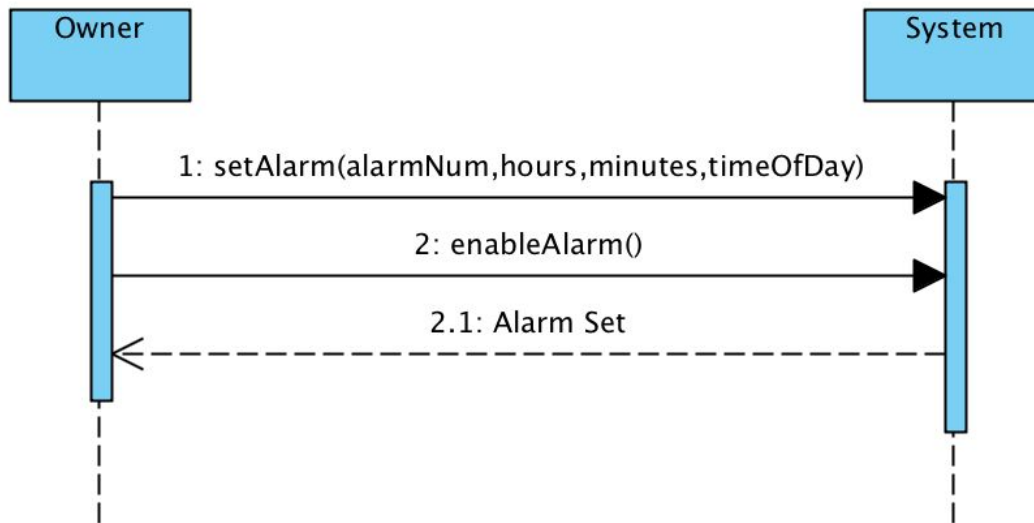 Owner
System
1: setAlarm(alarmNum,hours,minutes,timeOfDay)
2: enableAlarm()
2.1: Alarm Set